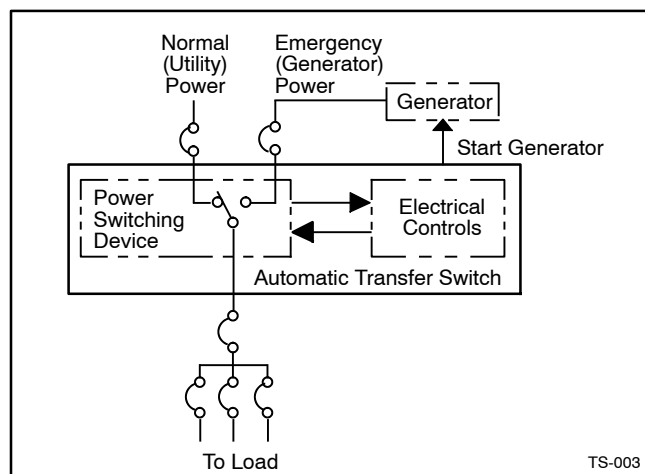 Normal
(Utility)
Power
Emergency
(Generator)
Power
Generator
Start Generator
Power
Switching
Device
Electrical
Controls
Automatic Transfer Switch
To Load
TS-003